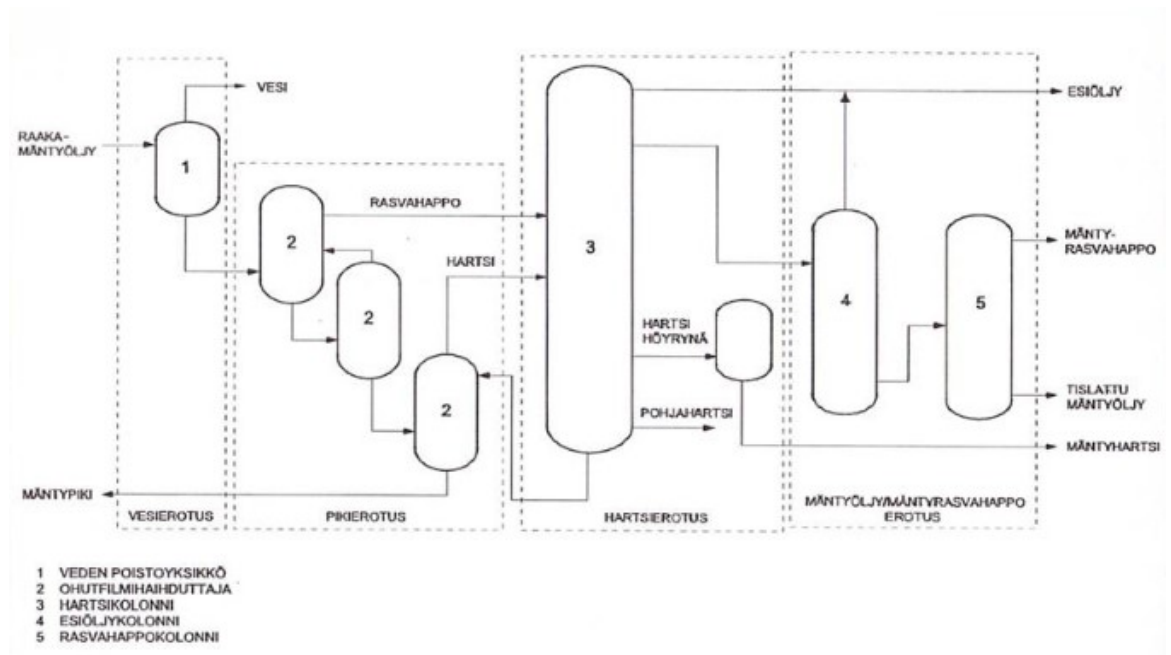 VESI
ESIÖLJY
RAAKA-
MÄNTYÖLJY
1
RASVAHAPPO
2
3
MÄNTY-
RASVAHAPPO
HARTSI
2
4
5
HARTSI
HÖYRYNÄ
2
POHJAHARTSI
TISLATTU
MÄNTYÖLJY
MÄNTYHARTSI
MÄNTYPIKI
VESIEROTUS
PIKIEROTUS
HARTSIEROTUS
MÄNTYÖLJY/MÄNTYRASVAHAPPO
EROTUS
1 VEDEN POISTOYKSIKKÖ
2 OHUTFILMIHAIHDUTTAJA
3 HARTSIKOLONNI
4 ESIÖLJYKOLONNI
5 RASVAHAPPOKOLONNI